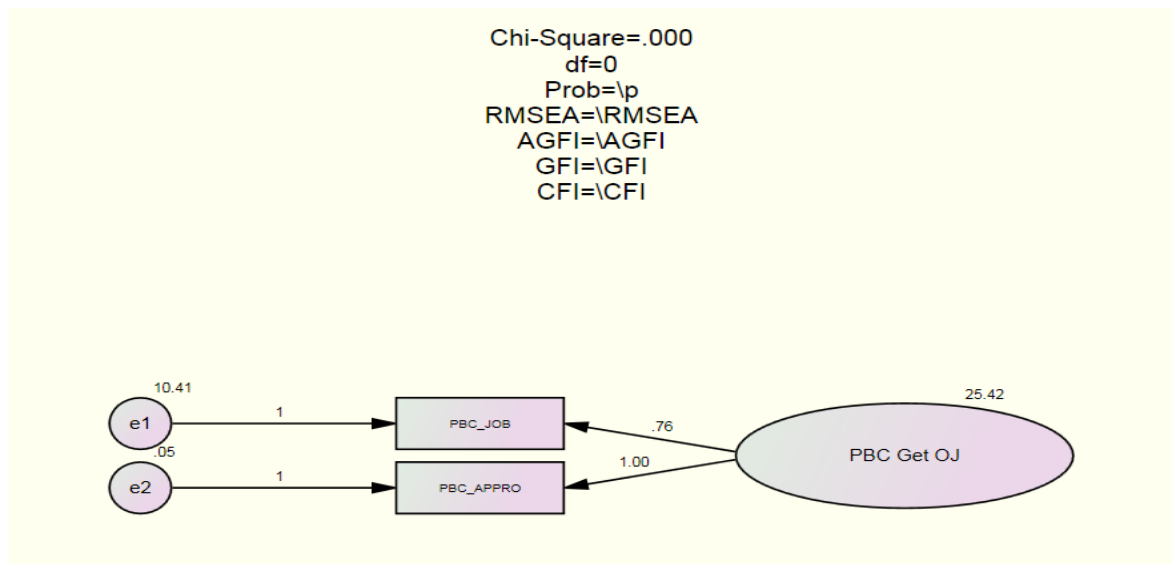 Chi-Square=.000
df=0
Prob=\p
RMSEA=\RMSEA
AGFI=\AGFI
GFI=\GFI
CFI=\CFI
10.41
25.42
e1
1
PBC_JOB
.76
PBC Get OJ
.05
1.00
e2
1
PBC_APPRO